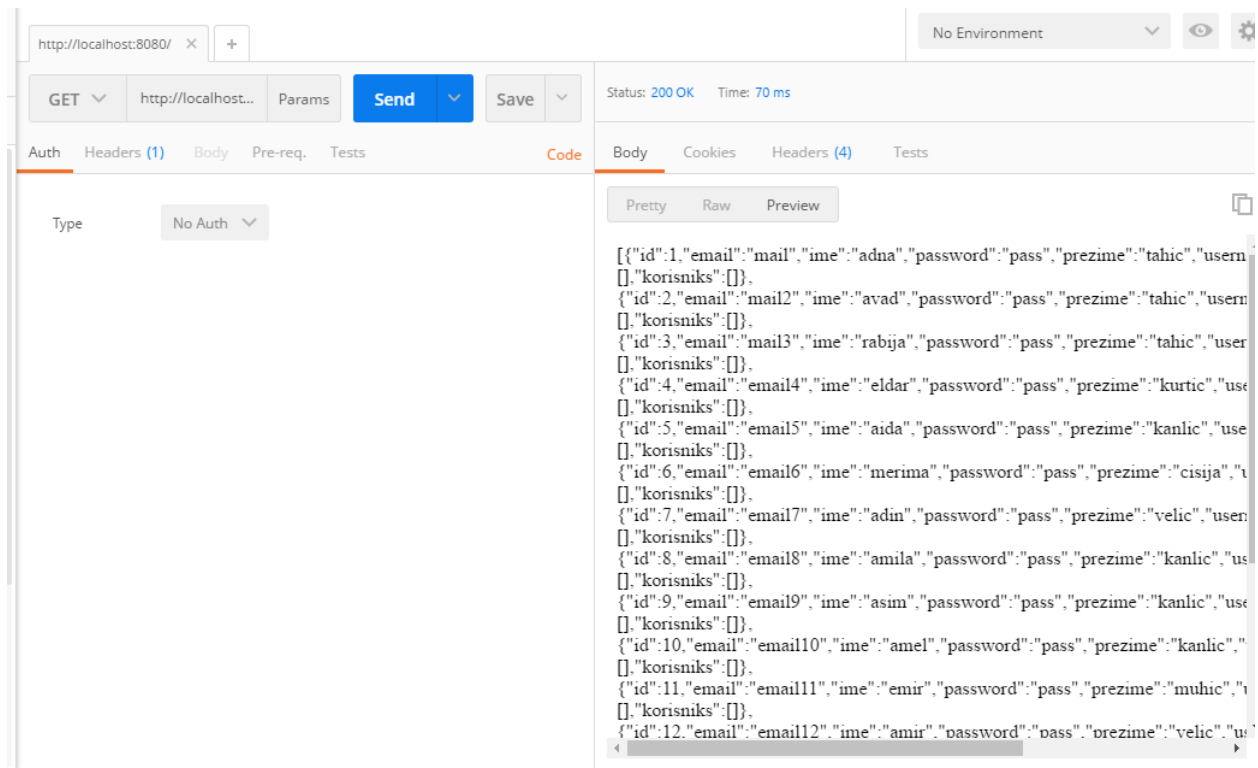 http://localhost:8080/
No Environment
GET http://localhost... Params Send Save
Status: 200 OK Time: 70 ms
Auth Headers (1) Body Pre-req. Tests Code
Body Cookies Headers (4) Tests
Type No Auth
Pretty Raw Preview
[{"id":1,"email":"mail","ime":"adna","password":"pass","prezime":"tahic","usern
[],"korisniks":[]},
{"id":2,"email":"mail2","ime":"avad","password":"pass","prezime":"tahic","usern
[],"korisniks":[]},
{"id":3,"email":"mail3","ime":"rabija","password":"pass","prezime":"tahic","user
[],"korisniks":[]},
{"id":4,"email":"email4","ime":"eldar","password":"pass","prezime":"kurtic","use
[],"korisniks":[]},
{"id":5,"email":"email5","ime":"aida","password":"pass","prezime":"kanlic","use
[],"korisniks":[]},
{"id":6,"email":"email6","ime":"merima","password":"pass","prezime":"cisija","u
[],"korisniks":[]},
{"id":7,"email":"email7","ime":"adin","password":"pass","prezime":"velic","user
[],"korisniks":[]},
{"id":8,"email":"email8","ime":"amila","password":"pass","prezime":"kanlic","us
[],"korisniks":[]},
{"id":9,"email":"email9","ime":"asim","password":"pass","prezime":"kanlic","use
[],"korisniks":[]},
{"id":10,"email":"email10","ime":"amel","password":"pass","prezime":"kanlic","
[],"korisniks":[]},
{"id":11,"email":"email11","ime":"emir","password":"pass","prezime":"muhic","u
[],"korisniks":[]},
{"id":12,"email":"email12","ime":"amir","password":"pass","prezime":"velic","us